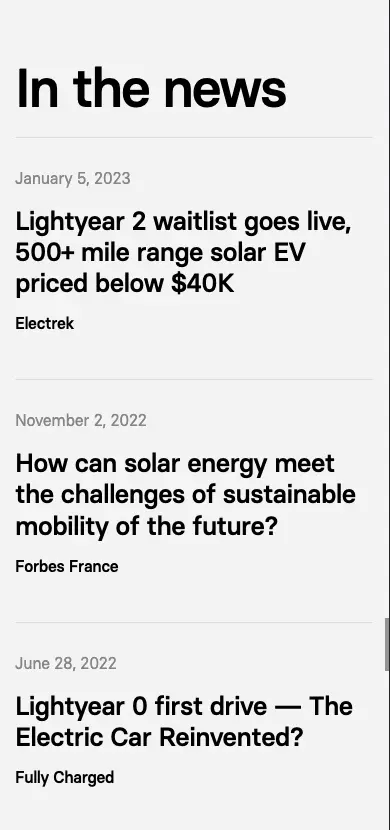 In the news
January 5, 2023
Lightyear 2 waitlist goes live,
500+ mile range solar EV
priced below $40K
Electrek
November 2, 2022
How can solar energy meet
the challenges of sustainable
mobility of the future?
Forbes France
June 28, 2022
Lightyear 0 first drive — The
Electric Car Reinvented?
Fully Charged